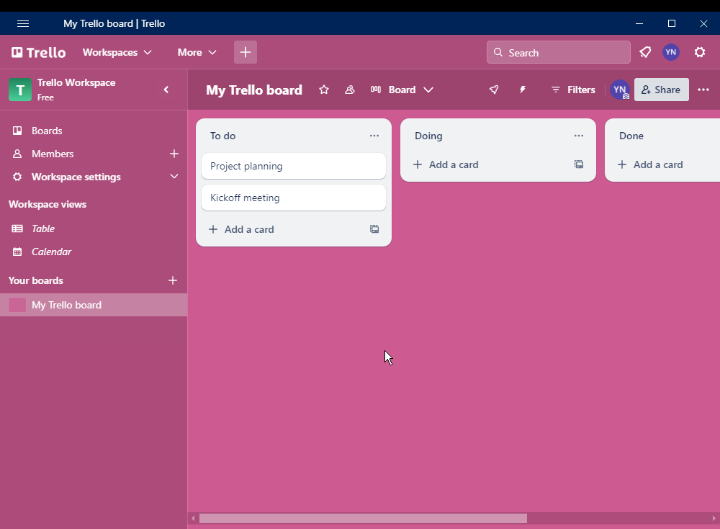 My Trello board | Trello
Trello
Workspaces
More
Search
YN
T
Trello Workspace
Free
My Trello board
Board
Filters
YN
Share
Boards
Members
Workspace settings
Workspace views
Table
Calendar
Your boards
My Trello board
To do
Project planning
Kickoff meeting
Add a card
Doing
Add a card
Done
Add a card